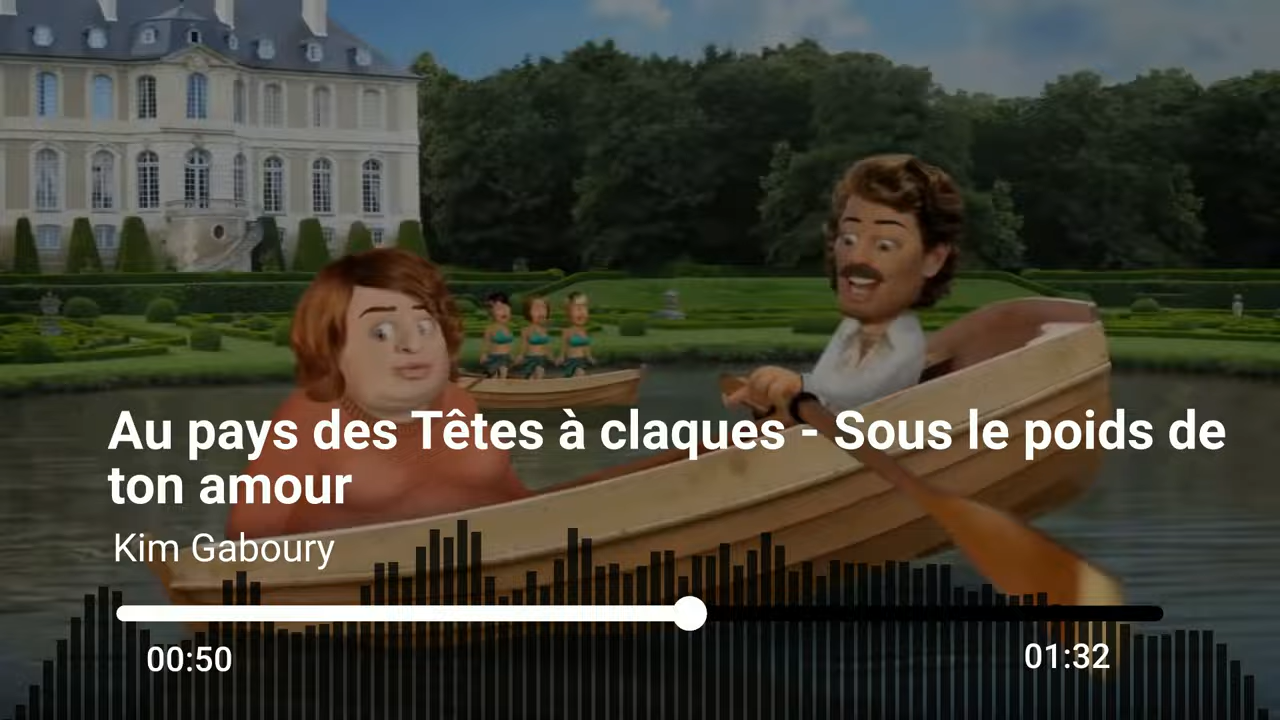 Au pays des Têtes à claques - Sous le poids de
ton amour
Kim Gaboury
00:50
01:32